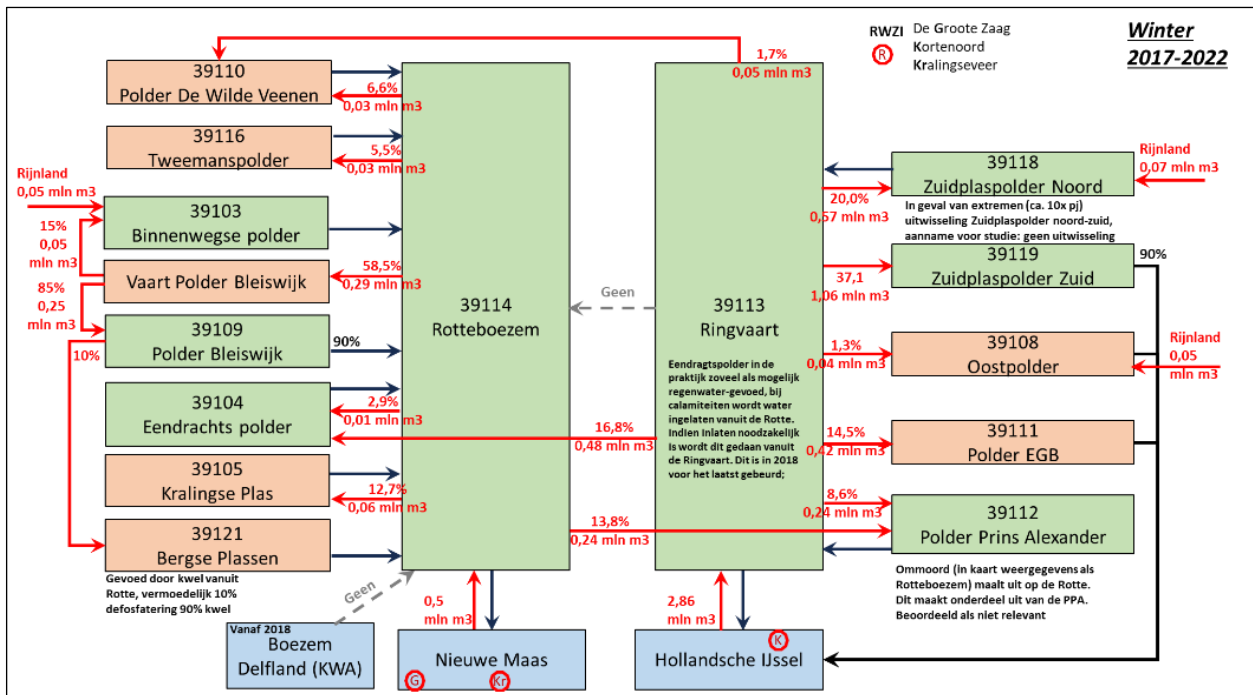 RWZI
R
De Groote Zaag
Kortenoord
Kralingseveer
Winter
2017-2022
1,7%
0,05 mln m3
39110
Polder De Wilde Veenen
6,6%
0,03 mln m3
39116
Tweemanspolder
5,5%
0,03 mln m3
Rijnland
0,05 mln m3
39103
Binnenwegse polder
15%
0,05
mln m3
Vaart Polder Bleiswijk
58,5%
0,29 mln m3
85%
0,25
mln m3
39109
Polder Bleiswijk
90%
10%
39104
Eendrachts polder
2,9%
0,01 mln m3
16,8%
0,48 mln m3
39105
Kralingse Plas
12,7%
0,06 mln m3
39121
Bergse Plassen
Gevoed door kwel vanuit
Rotte, vermoedelijk 10%
defosfatering 90% kwel
13,8%
0,24 mln m3
39114
Rotteboezem
Geen
39113
Ringvaart
Eendragtspolder in de
praktijk zoveel als mogelijk
regenwater-gevoed, bij
calamiteiten wordt water
ingelaten vanuit de Rotte.
Indien Inlaten noodzakelijk
is wordt dit gedaan vanuit
de Ringvaart. Dit is in 2018
voor het laatst gebeurd;
39118
Zuidplaspolder Noord
Rijnland
0,07 mln m3
20,0%
0,57 mln m3
In geval van extremen (ca. 10x pj)
uitwisseling Zuidplaspolder noord-zuid,
aanname voor studie: geen uitwisseling
39119
Zuidplaspolder Zuid
90%
37,1
1,06 mln m3
39108
Oostpolder
1,3%
0,04 mln m3
Rijnland
0,05
mln m3
39111
Polder EGB
14,5%
0,42 mln m3
8,6%
0,24 mln m3
39112
Polder Prins Alexander
Ommoord (in kaart weergegevens als
Rotteboezem) maalt uit op de Rotte.
Dit maakt onderdeel uit van de PPA.
Beoordeeld als niet relevant
Geen
Vanaf 2018
Boezem
Delfland (KWA)
0,5
mln m3
Nieuwe Maas
G
Kr
2,86
mln m3
Hollandsche IJssel
K